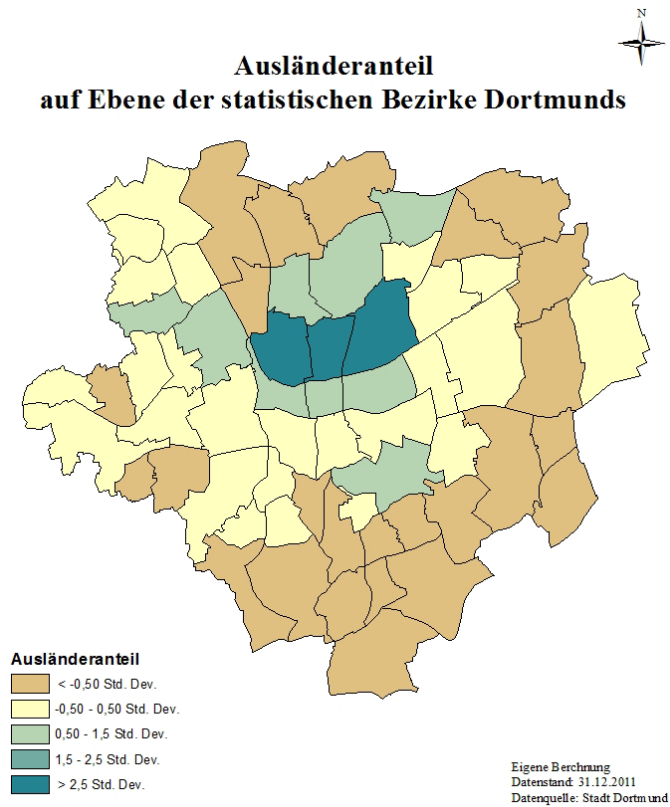 N
Ausländeranteil
auf Ebene der statistischen Bezirke Dortmunds
Ausländeranteil
< -0,50 Std. Dev.
-0,50 - 0,50 Std. Dev.
0,50 - 1,5 Std. Dev.
1,5 - 2,5 Std. Dev.
> 2,5 Std. Dev.
Eigene Berchnung
Datenstand: 31.12.2011
Datenquelle: Stadt Dortmund